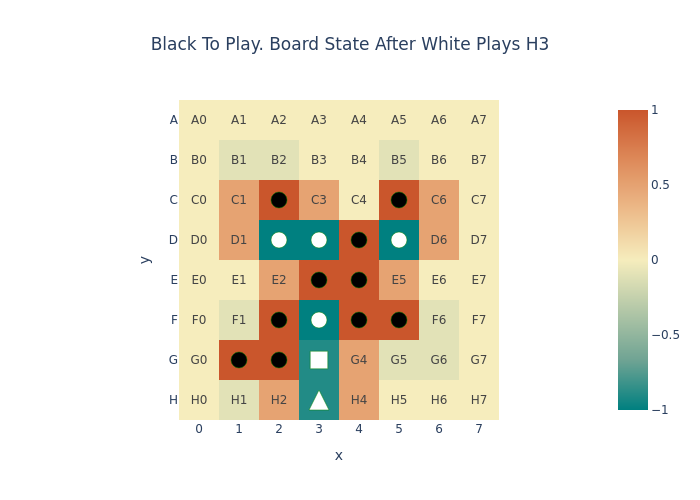 Black To Play. Board State After White Plays H3
A A0 A1 A2 A3 A4 A5 A6 A7
B B0 B1 B2 B3 B4 B5 B6 B7
C C0 C1 C3 C4 C6 C7
D D0 D1 D6 D7
E E0 E1 E2 E5 E6 E7
F F0 F1 F6 F7
G G0 G4 G5 G6 G7
H H0 H1 H2 H4 H5 H6 H7
0 1 2 3 4 5 6 7
x
y
1
0.5
0
−0.5
−1